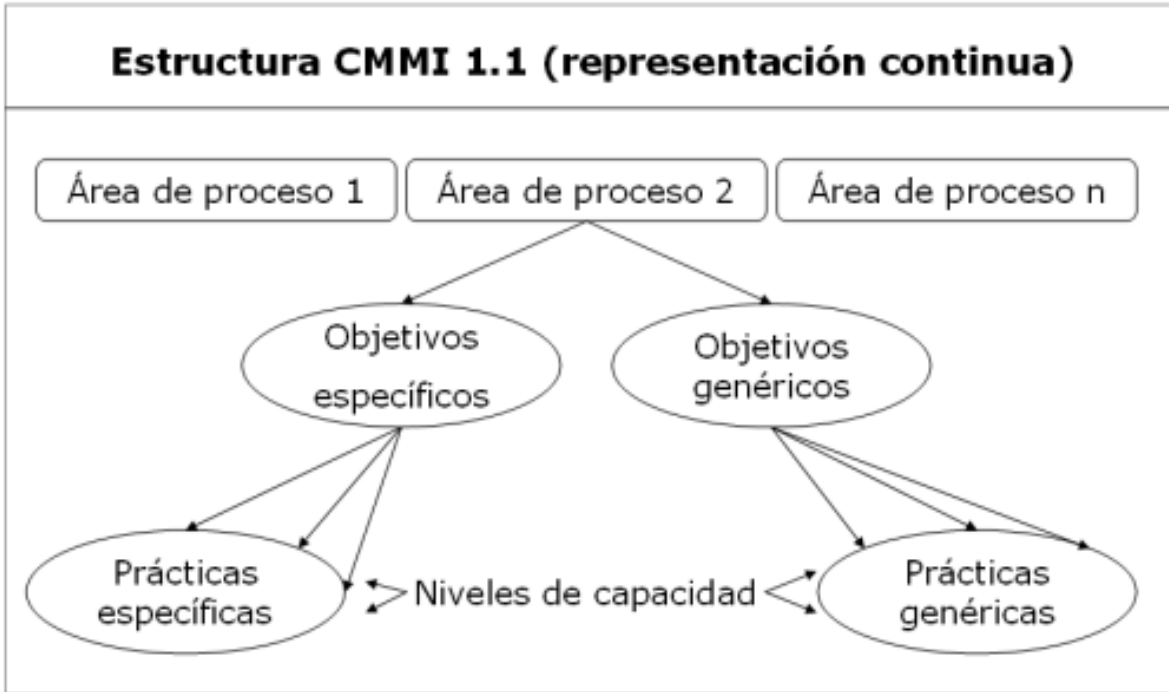 Estructura CMMI 1.1 (representación continua)
Área de proceso 1
Área de proceso 2
Área de proceso n
Objetivos
específicos
Objetivos
genéricos
Prácticas
específicas
Niveles de capacidad
Prácticas
genéricas